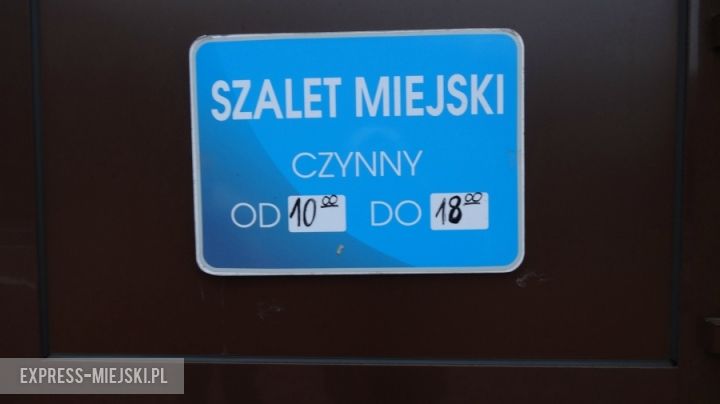 SZALET MIEJSKI
CZYNNY
OD 10⁰⁰ DO 18⁰⁰
EXPRESS-MIEJSKI.PL